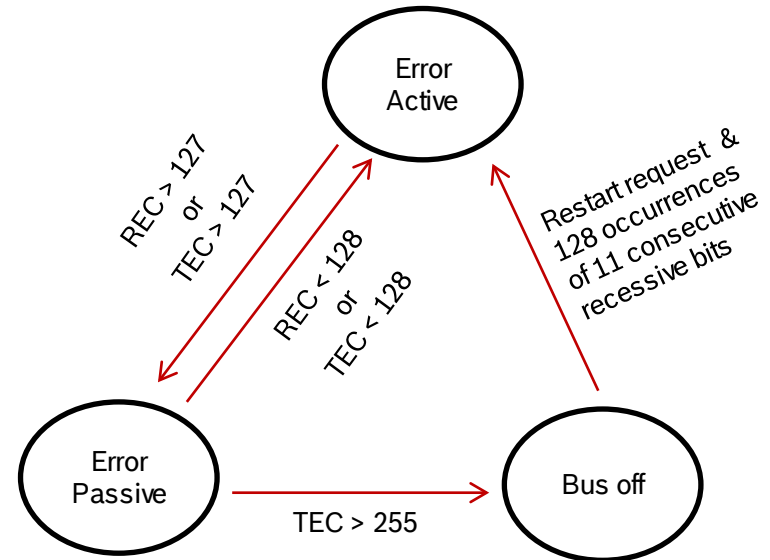 Error
Active
REC > 127
or
TEC > 127
REC < 128
or
TEC < 128
Restart request &
128 occurrences
of 11 consecutive
recessive bits
Error
Passive
TEC > 255
Bus off